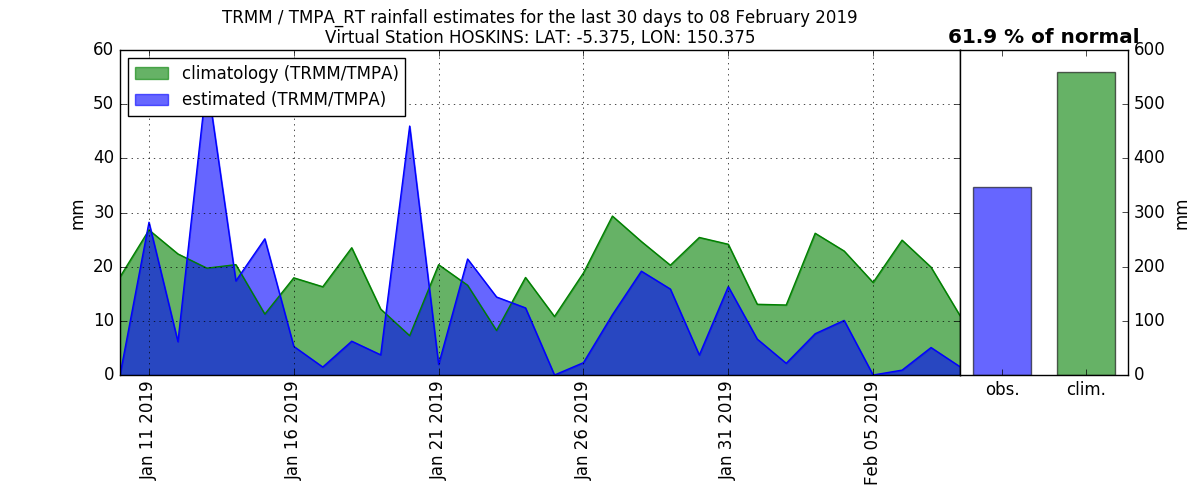 TRMM / TMPA_RT rainfall estimates for the last 30 days to 08 February 2019
Virtual Station HOSKINS: LAT: -5.375, LON: 150.375
61.9 % of normal
climatology (TRMM/TMPA)
estimated (TRMM/TMPA)
60
50
40
30
20
10
0
mm
Jan 11 2019
Jan 16 2019
Jan 21 2019
Jan 26 2019
Jan 31 2019
Feb 05 2019
obs.
clim.
600
500
400
300
200
100
0
mm